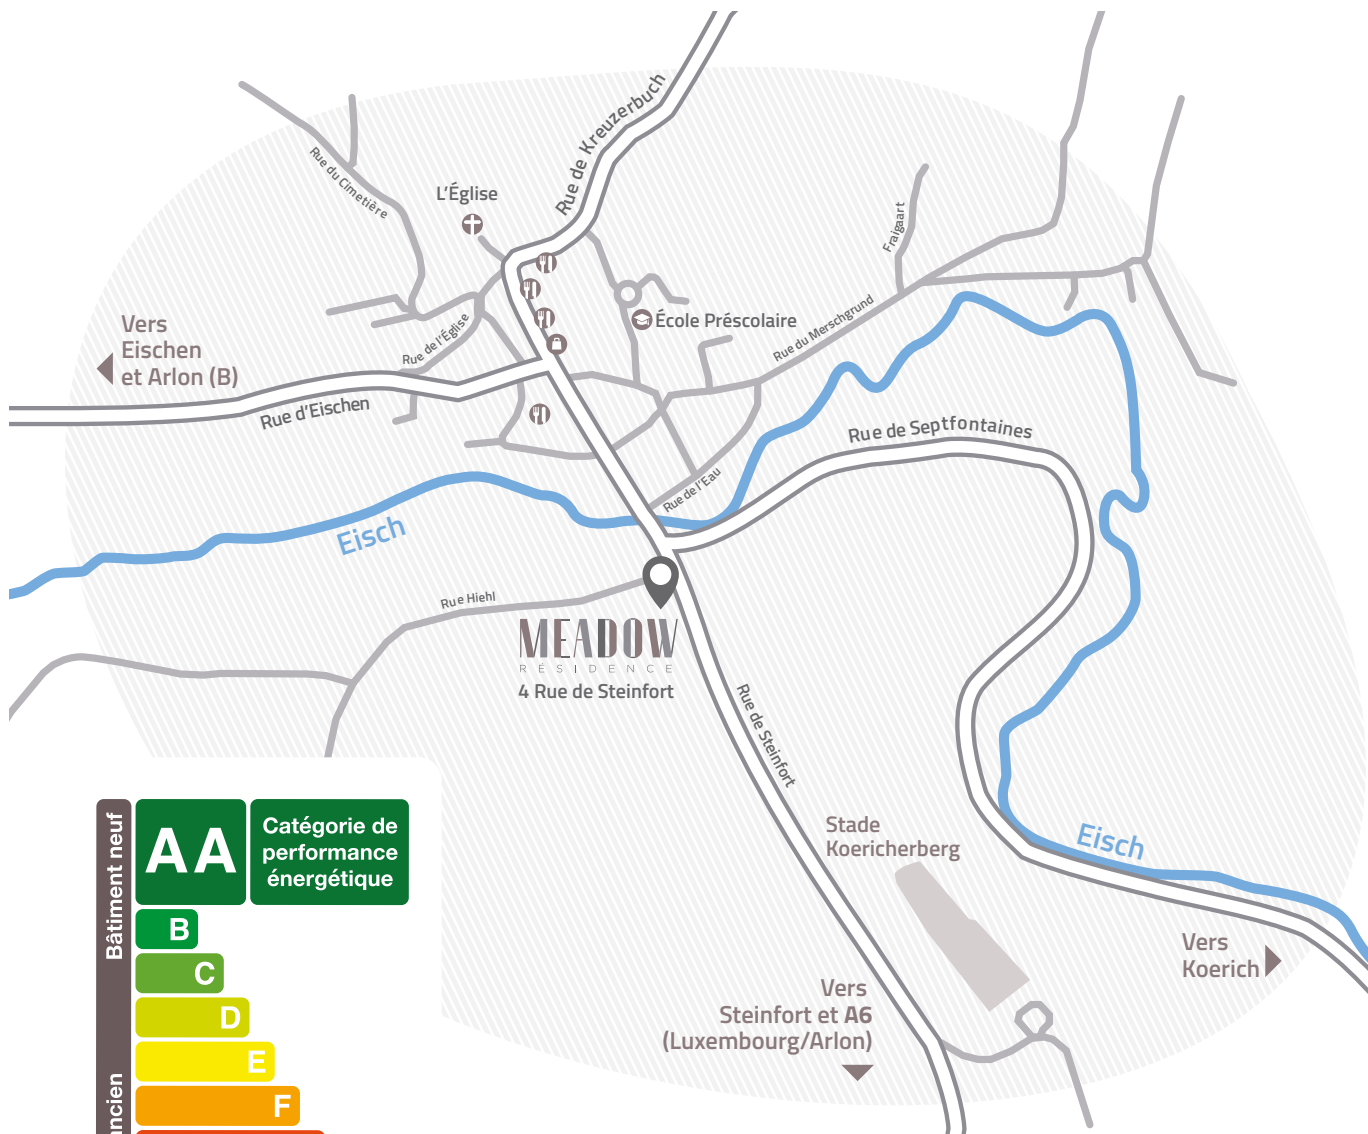 Rue de Kreuzerbuch
Rue du Cimetière
L'Église
Fraigaart
École Préscolaire
Rue du Merschgrund
Rue de l'Église
Vers
Eischen
et Arlon (B)
Rue d'Eischen
Rue de Septfontaines
Rue de l'Eau
Eisch
Rue Hiehl
MEADOW
RÉSIDENCE
4 Rue de Steinfort
Rue de Steinfort
Stade
Koericherberg
Eisch
Vers
Koerich
Vers
Steinfort et A6
(Luxembourg/Arlon)
Bâtiment neuf
AA
Catégorie de
performance
énergétique
B
C
D
E
F